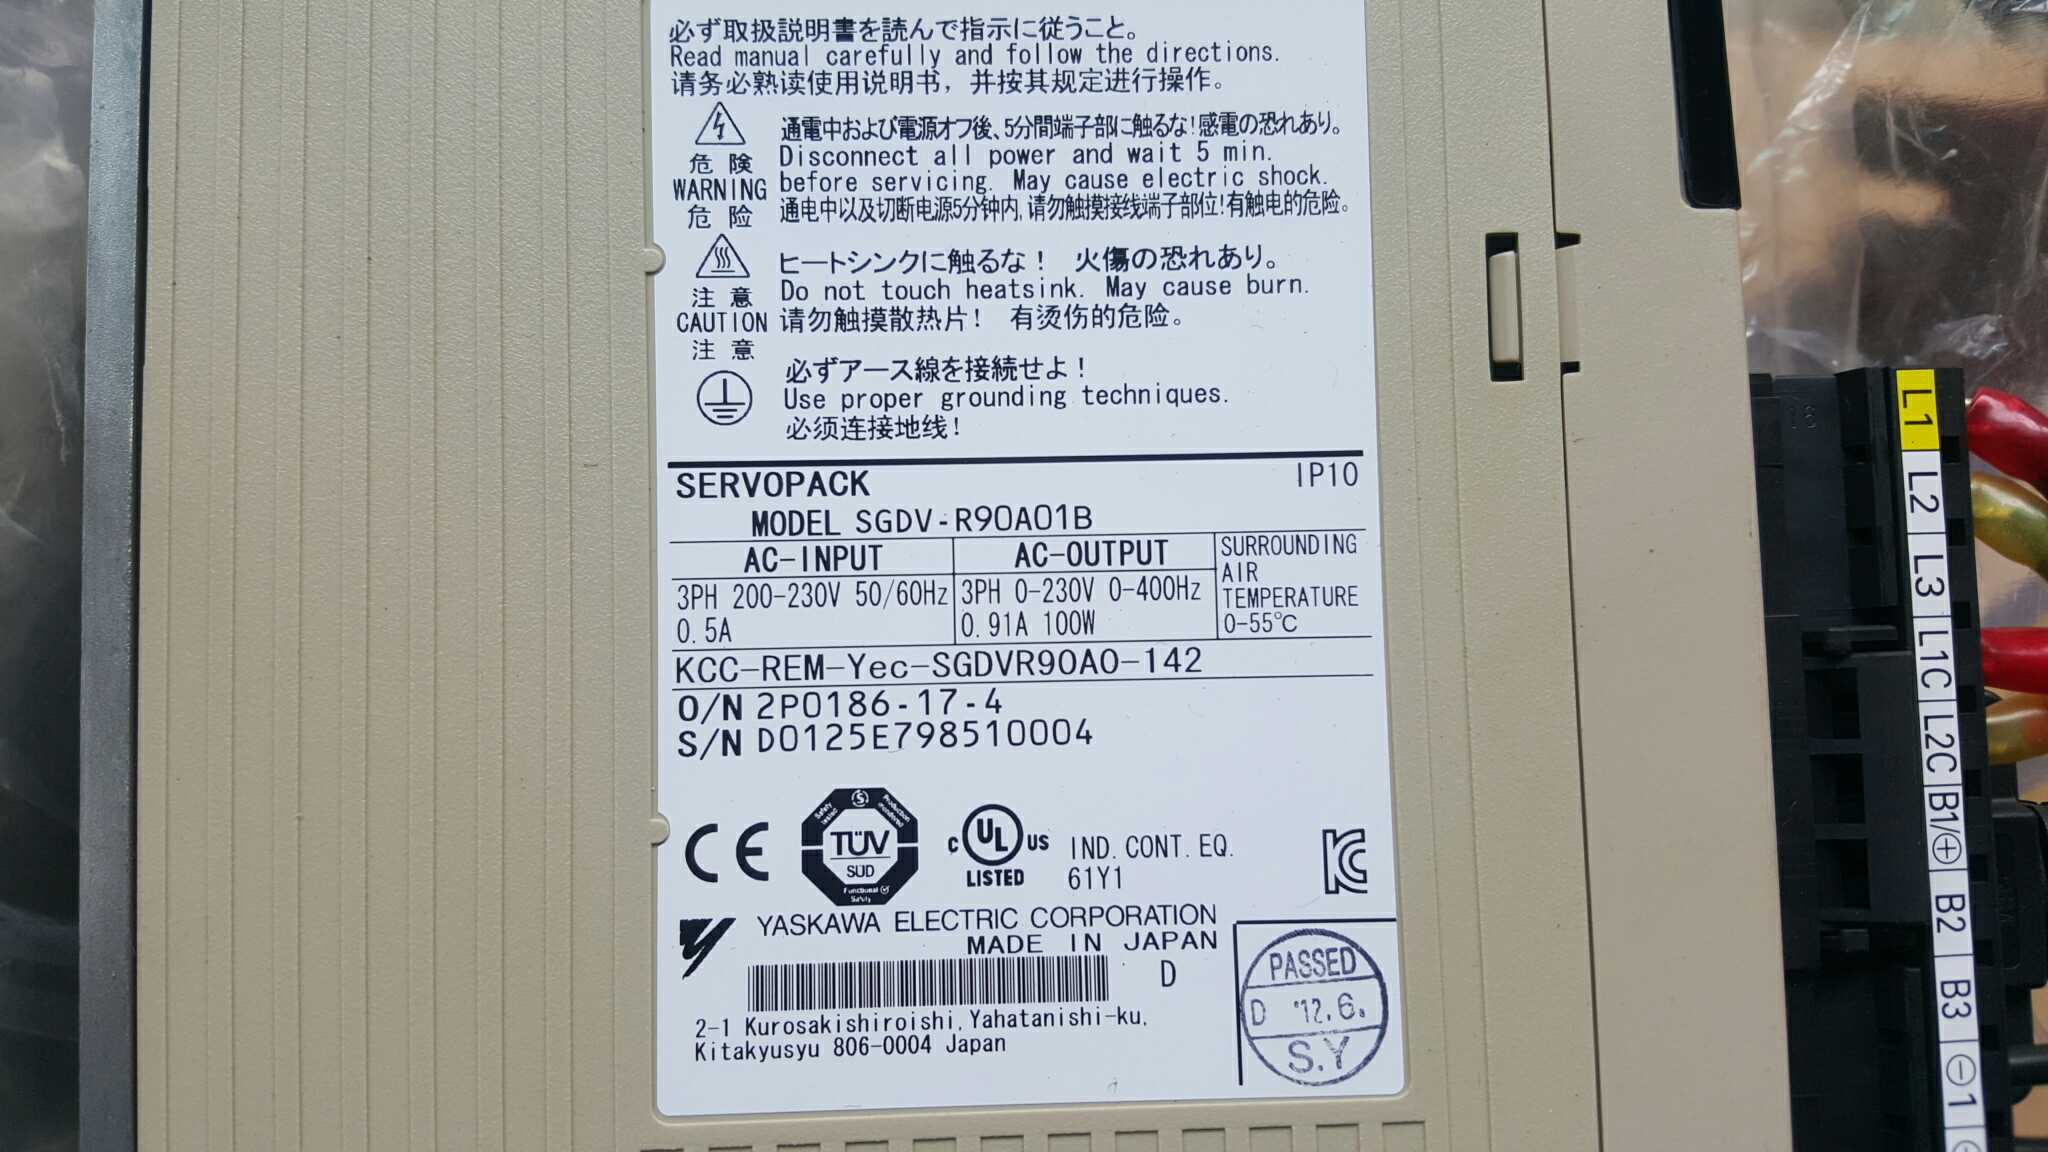 必ず取扱説明書を読んで指示に従うこと。
Read manual carefully and follow the directions.
请务必熟读使用说明书，并按其规定进行操作。
危険
WARNING
危险
通電中および電源オフ後、5分間端子部に触るな!感電の恐れあり。
Disconnect all power and wait 5 min.
before servicing. May cause electric shock.
通电中以及切断电源5分钟内,请勿触摸接线端子部位!有触电的危险。
注意
CAUTION
注意
ヒートシンクに触るな! 火傷の恐れあり。
Do not touch heatsink. May cause burn.
请勿触摸散热片! 有烫伤的危险。
必ずアース線を接続せよ!
Use proper grounding techniques.
必须连接地线!
SERVOPACK IP10
MODEL SGDV-R90A01B
AC-INPUT
3PH 200-230V 50/60Hz
0.5A
AC-OUTPUT
3PH 0-230V 0-400Hz
0.91A 100W
SURROUNDING
AIR
TEMPERATURE
0-55℃
KCC-REM-Yec-SGDVR90A0-142
O/N 2P0186-17-4
S/N D0125E798510004
CE
Safety tested
Production monitored
TÜV
SÜD
Functional Safety
C UL US
LISTED
IND. CONT. EQ.
61Y1
YASKAWA ELECTRIC CORPORATION
MADE IN JAPAN
D
2-1 Kurosakishiroishi, Yahatanishi-ku,
Kitakyusyu 806-0004 Japan
PASSED
D '12.6.
S.Y
L1
L2
L3
L1C
L2C
B1/⊕
B2
B3
⊖1